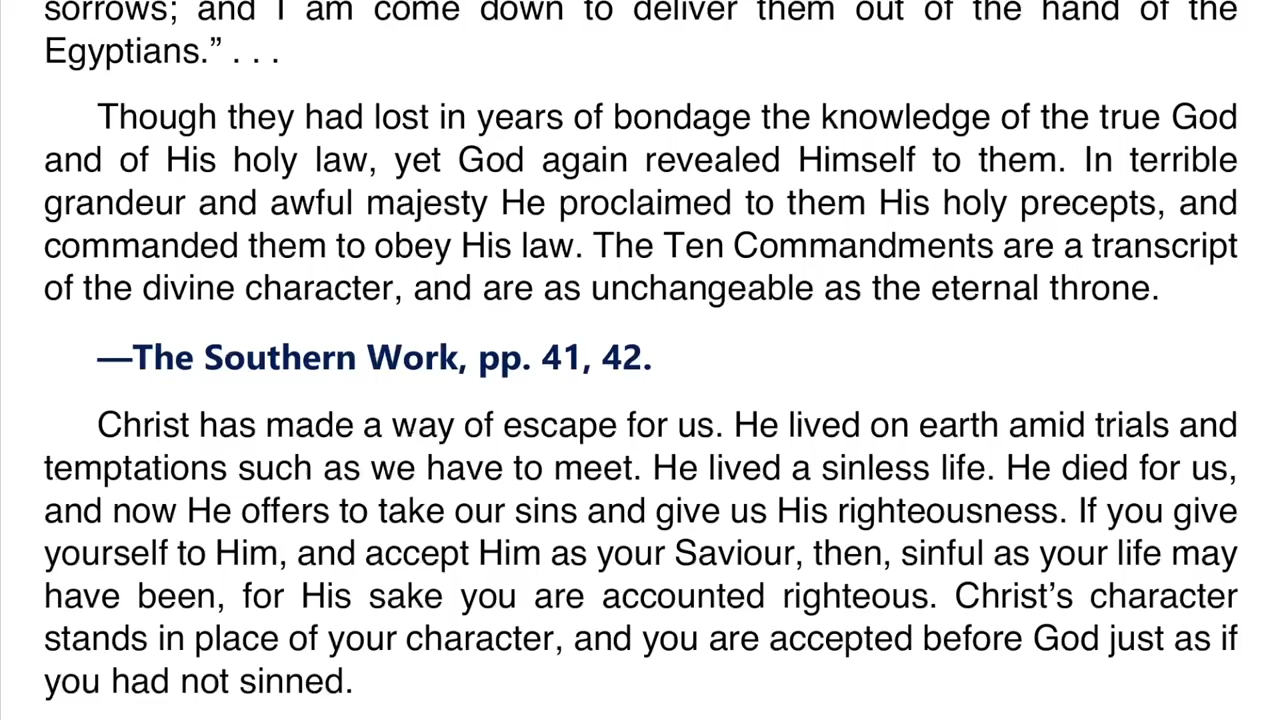 sorrows; and I am come down to deliver them out of the hand of the
Egyptians.” . . .
Though they had lost in years of bondage the knowledge of the true God
and of His holy law, yet God again revealed Himself to them. In terrible
grandeur and awful majesty He proclaimed to them His holy precepts, and
commanded them to obey His law. The Ten Commandments are a transcript
of the divine character, and are as unchangeable as the eternal throne.
—The Southern Work, pp. 41, 42.
Christ has made a way of escape for us. He lived on earth amid trials and
temptations such as we have to meet. He lived a sinless life. He died for us,
and now He offers to take our sins and give us His righteousness. If you give
yourself to Him, and accept Him as your Saviour, then, sinful as your life may
have been, for His sake you are accounted righteous. Christ’s character
stands in place of your character, and you are accepted before God just as if
you had not sinned.